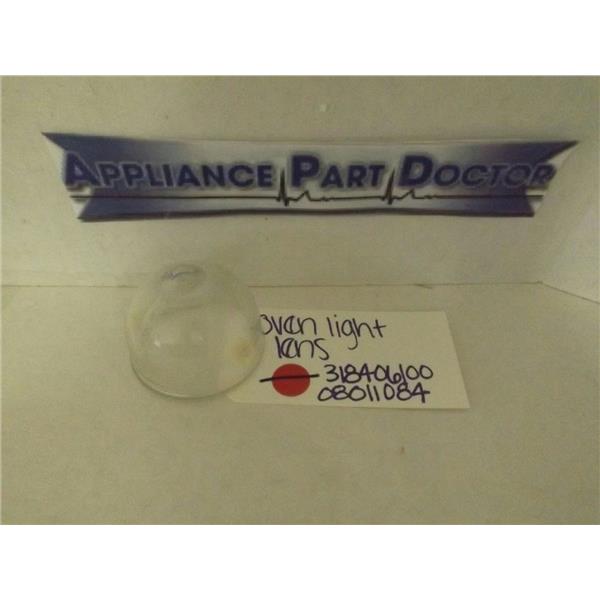 APPLIANCE PART DOCTOR
oven light
lens
318406100
08011084